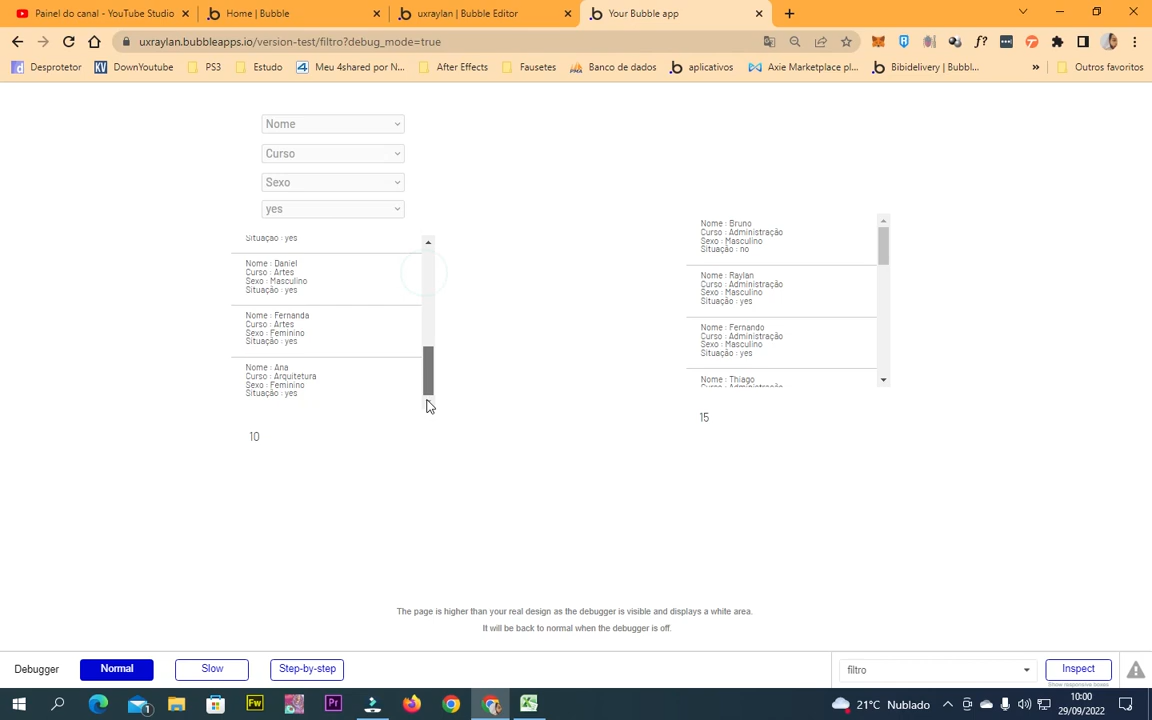 Painel do canal - YouTube Studio
Home | Bubble
uxraylan | Bubble Editor
Your Bubble app
uxraylan.bubbleapps.io/version-test/filtro?debug_mode=true
Desprotetor
DownYoutube
PS3
Estudo
Meu 4shared por N...
After Effects
Fausetes
Banco de dados
aplicativos
Axie Marketplace pl...
Bibidelivery | Bubbl...
»
Outros favoritos
Nome
Curso
Sexo
yes
Situação : yes
Nome : Daniel
Curso : Artes
Sexo : Masculino
Situação : yes
Nome : Fernanda
Curso : Artes
Sexo : Feminino
Situação : yes
Nome : Ana
Curso : Arquitetura
Sexo : Feminino
Situação : yes
10
Nome : Bruno
Curso : Administração
Sexo : Masculino
Situação : no
Nome : Raylan
Curso : Administração
Sexo : Masculino
Situação : yes
Nome : Fernando
Curso : Administração
Sexo : Masculino
Situação : yes
Nome : Thiago
Curso : Administração
15
The page is higher than your real design as the debugger is visible and displays a white area.
It will be back to normal when the debugger is off.
Debugger
Normal
Slow
Step-by-step
filtro
Inspect
Show responsive boxes
21°C Nublado
10:00
29/09/2022